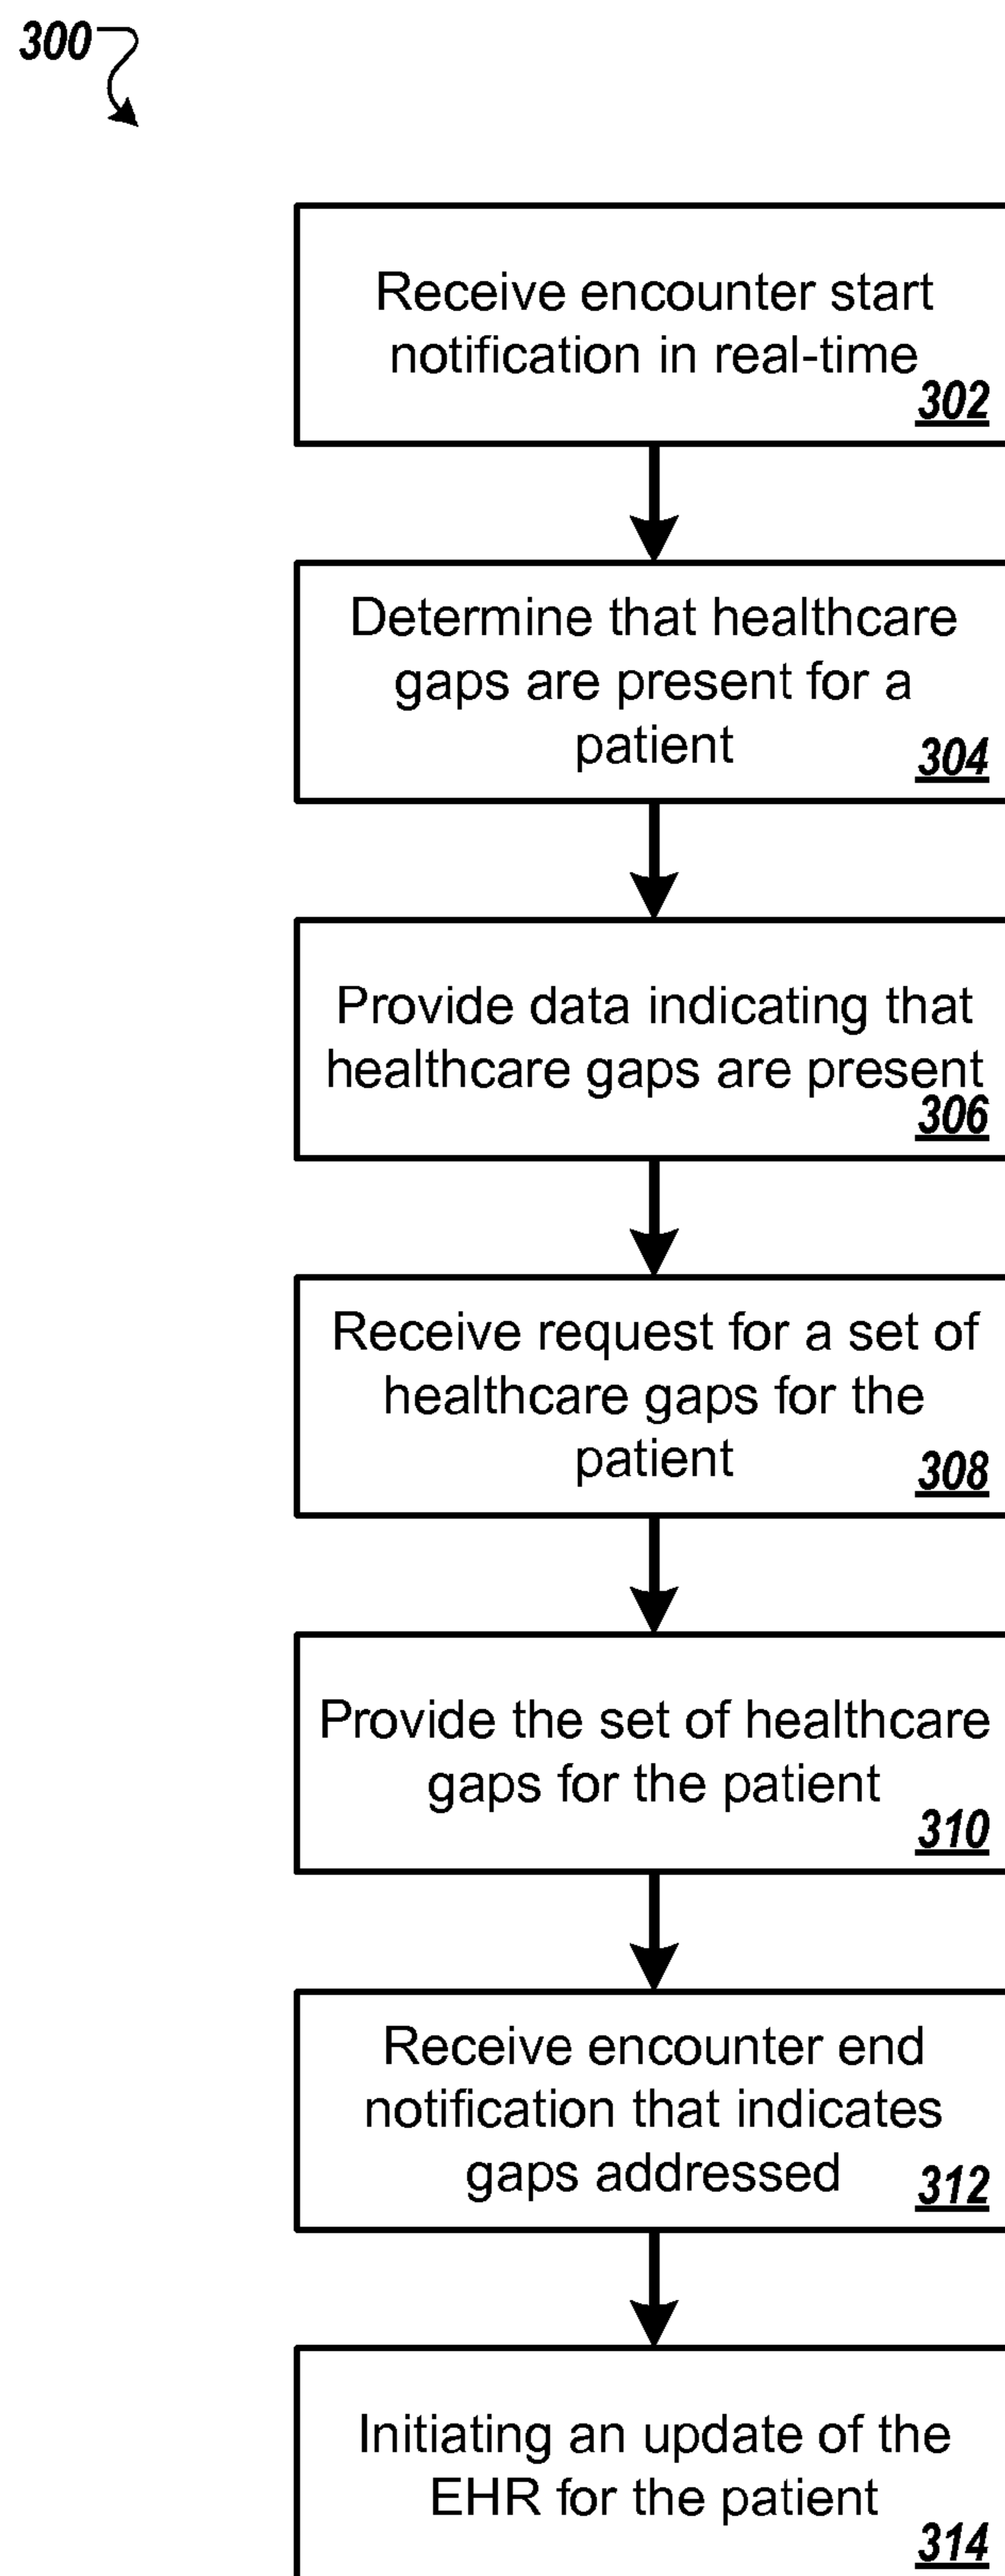 300
Receive encounter start
notification in real-time
302
Determine that healthcare
gaps are present for a
patient
304
Provide data indicating that
healthcare gaps are present
306
Receive request for a set of
healthcare gaps for the
patient
308
Provide the set of healthcare
gaps for the patient
310
Receive encounter end
notification that indicates
gaps addressed
312
Initiating an update of the
EHR for the patient
314